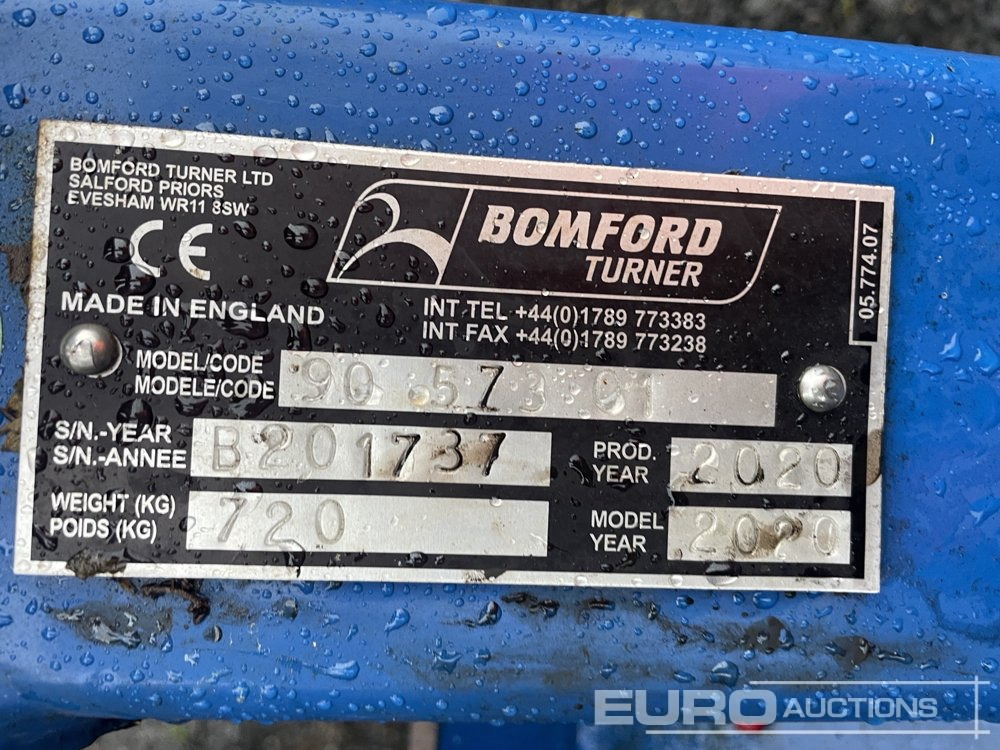 BOMFORD TURNER LTD
SALFORD PRIORS
EVESHAM WR11 8SW
CE
MADE IN ENGLAND
BOMFORD
TURNER
05.774.07
INT TEL +44(0)1789 773383
INT FAX +44(0)1789 773238
MODEL/CODE
MODELE/CODE
90.573.01
S/N.-YEAR
S/N.-ANNEE
B201737
PROD.
YEAR
2020
WEIGHT (KG)
POIDS (KG)
720
MODEL
YEAR
2020
EURO AUCTIONS